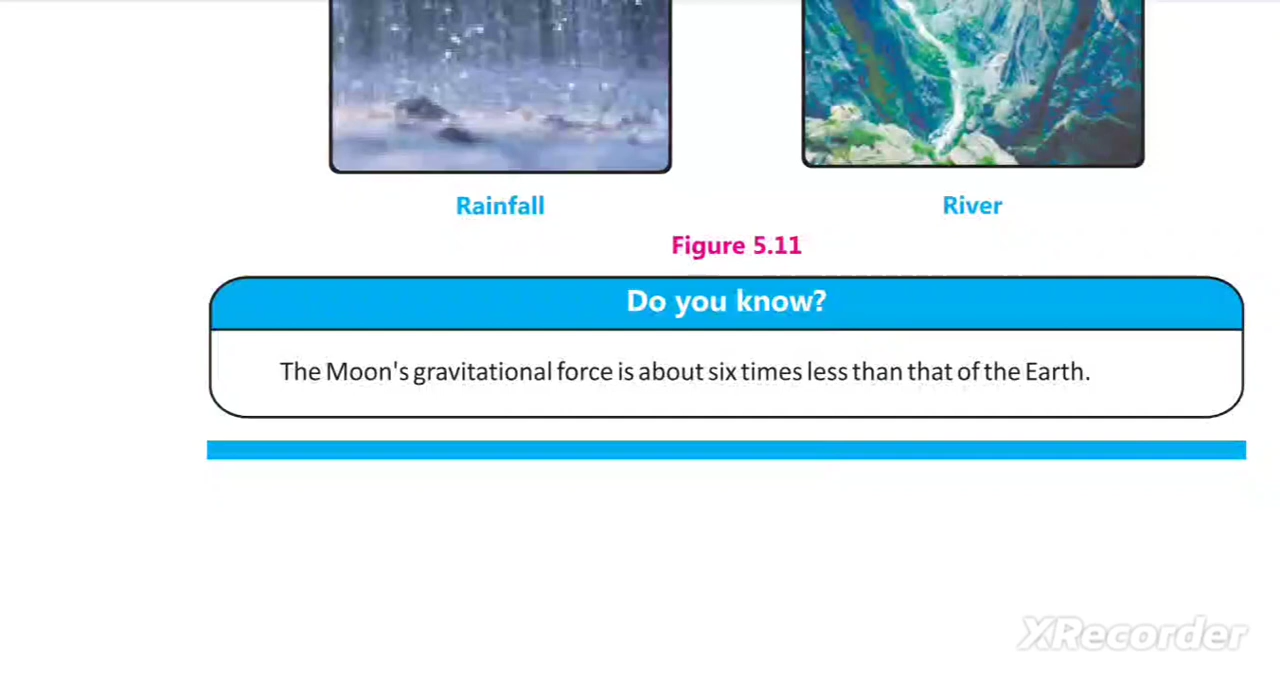 Rainfall
River
Figure 5.11
Do you know?
The Moon's gravitational force is about six times less than that of the Earth.
XRecorder